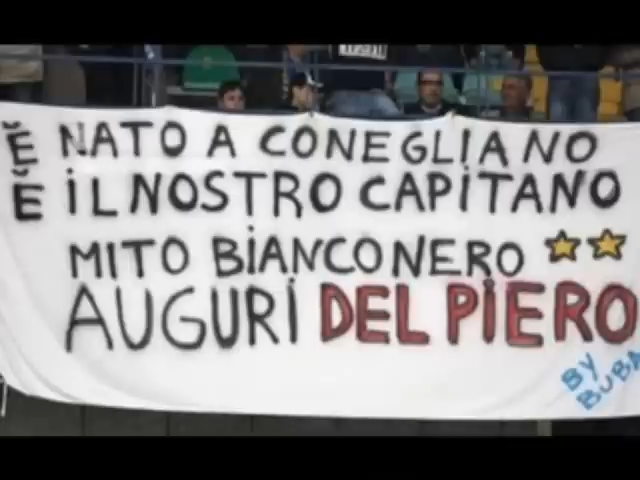 È NATO A CONEGLIANO
È iL NOSTRO CAPiTANO
MiTO BiANCONERO
AUGURi DEL PiERO
BY
BUBA